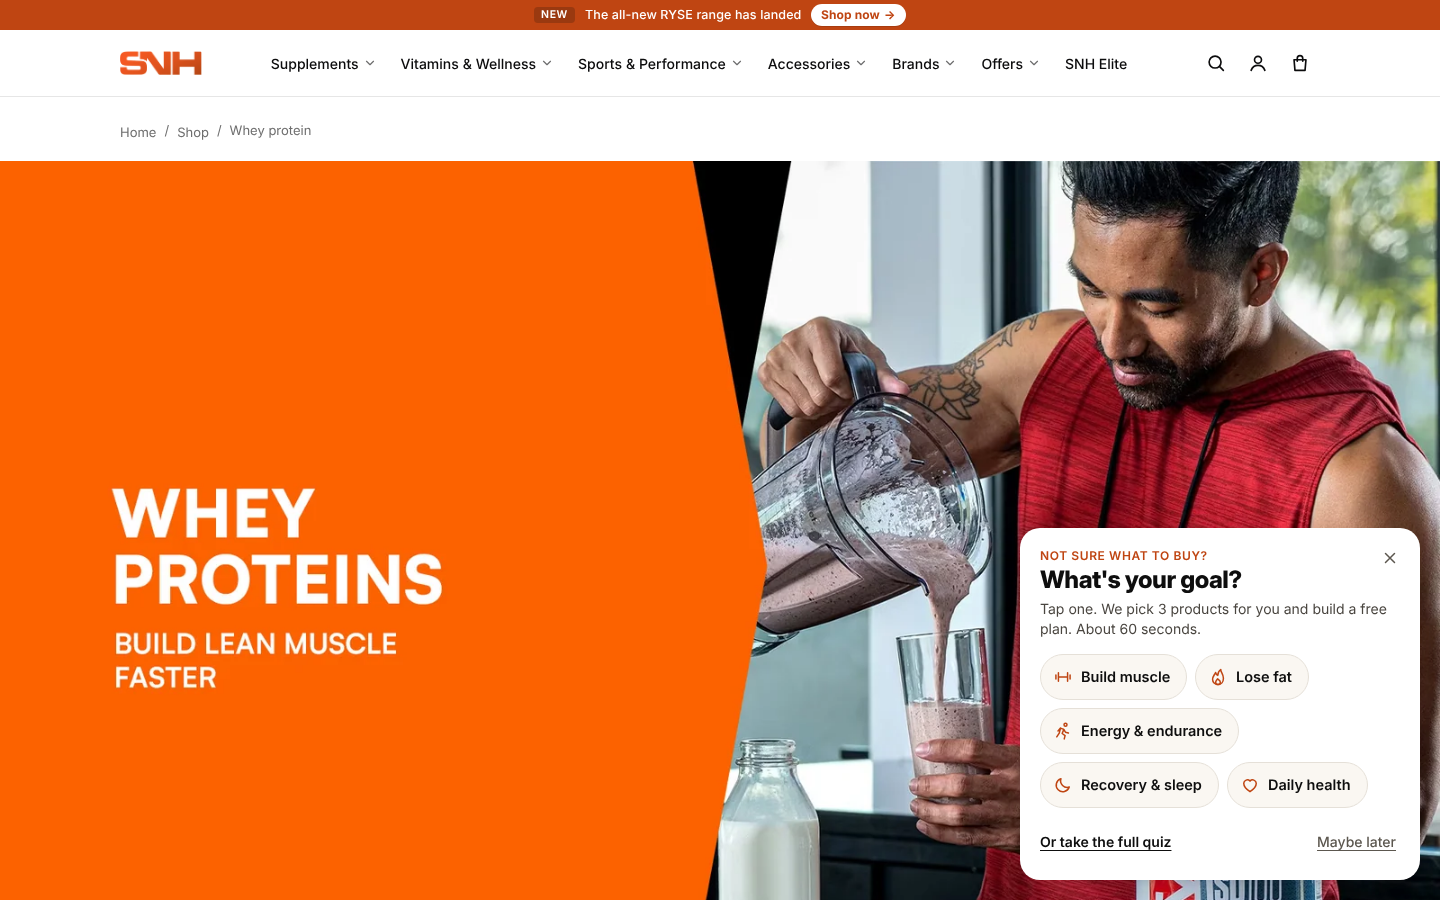 NEW The all-new RYSE range has landed Shop now →
SNH Supplements Vitamins & Wellness Sports & Performance Accessories Brands Offers SNH Elite
Home / Shop / Whey protein
WHEY
PROTEINS
BUILD LEAN MUSCLE
FASTER
NOT SURE WHAT TO BUY?
What's your goal?
Tap one. We pick 3 products for you and build a free
plan. About 60 seconds.
Build muscle Lose fat
Energy & endurance
Recovery & sleep Daily health
Or take the full quiz Maybe later